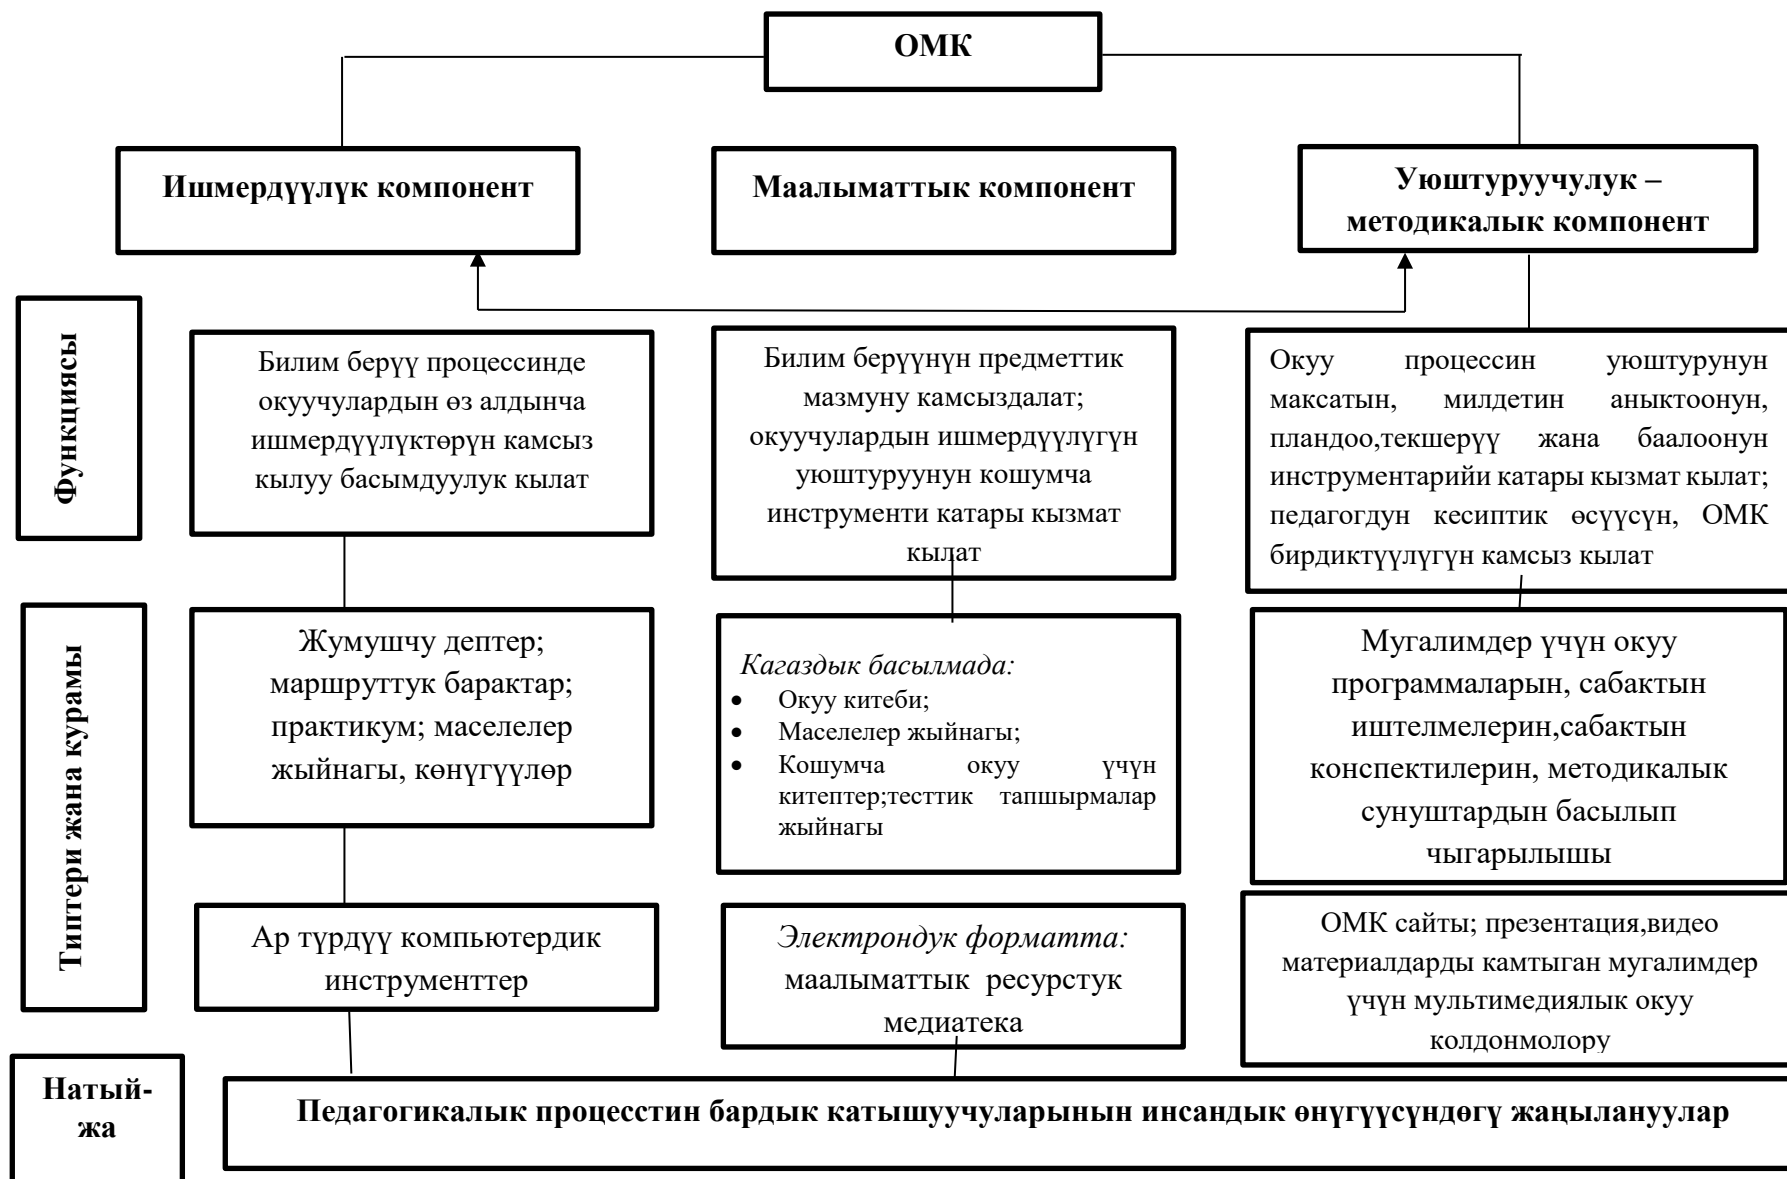 ОМК
Ишмердүүлүк компонент
Маалыматтык компонент
Уюштуруучулук –
методикалык компонент
Функциясы
Билим берүү процессинде
окуучулардын өз алдынча
ишмердүүлүктөрүн камсыз
кылуу басымдуулук кылат
Билим берүүнүн предметтик
мазмуну камсыздалат;
окуучулардын ишмердүүлүгүн
уюштуруунун кошумча
инструменти катары кызмат
кылат
Окуу процессин уюштурунун
максатын, милдетин аныктоонун,
пландоо,текшерүү жана баалоонун
инструментарийи катары кызмат кылат;
педагогдун кесиптик өсүүсүн, ОМК
бирдиктүүлүгүн камсыз кылат
Типтери жана курамы
Жумушчу дептер;
маршруттук барактар;
практикум; маселелер
жыйнагы, көнүгүүлөр
Кагаздык басылмада:
• Окуу китеби;
• Маселелер жыйнагы;
• Кошумча окуу үчүн
китептер;тесттик тапшырмалар
жыйнагы
Мугалимдер үчүн окуу
программаларын, сабактын
иштелмелерин,сабактын
конспектилерин, методикалык
сунуштардын басылып
чыгарылышы
Ар түрдүү компьютердик
инструменттер
Электрондук форматта:
маалыматтык ресурстук
медиатека
ОМК сайты; презентация,видео
материалдарды камтыган мугалимдер
үчүн мультимедиялык окуу
колдонмолору
Натый-
жа
Педагогикалык процесстин бардык катышуучуларынын инсандык өнүгүүсүндөгү жаңылануулар